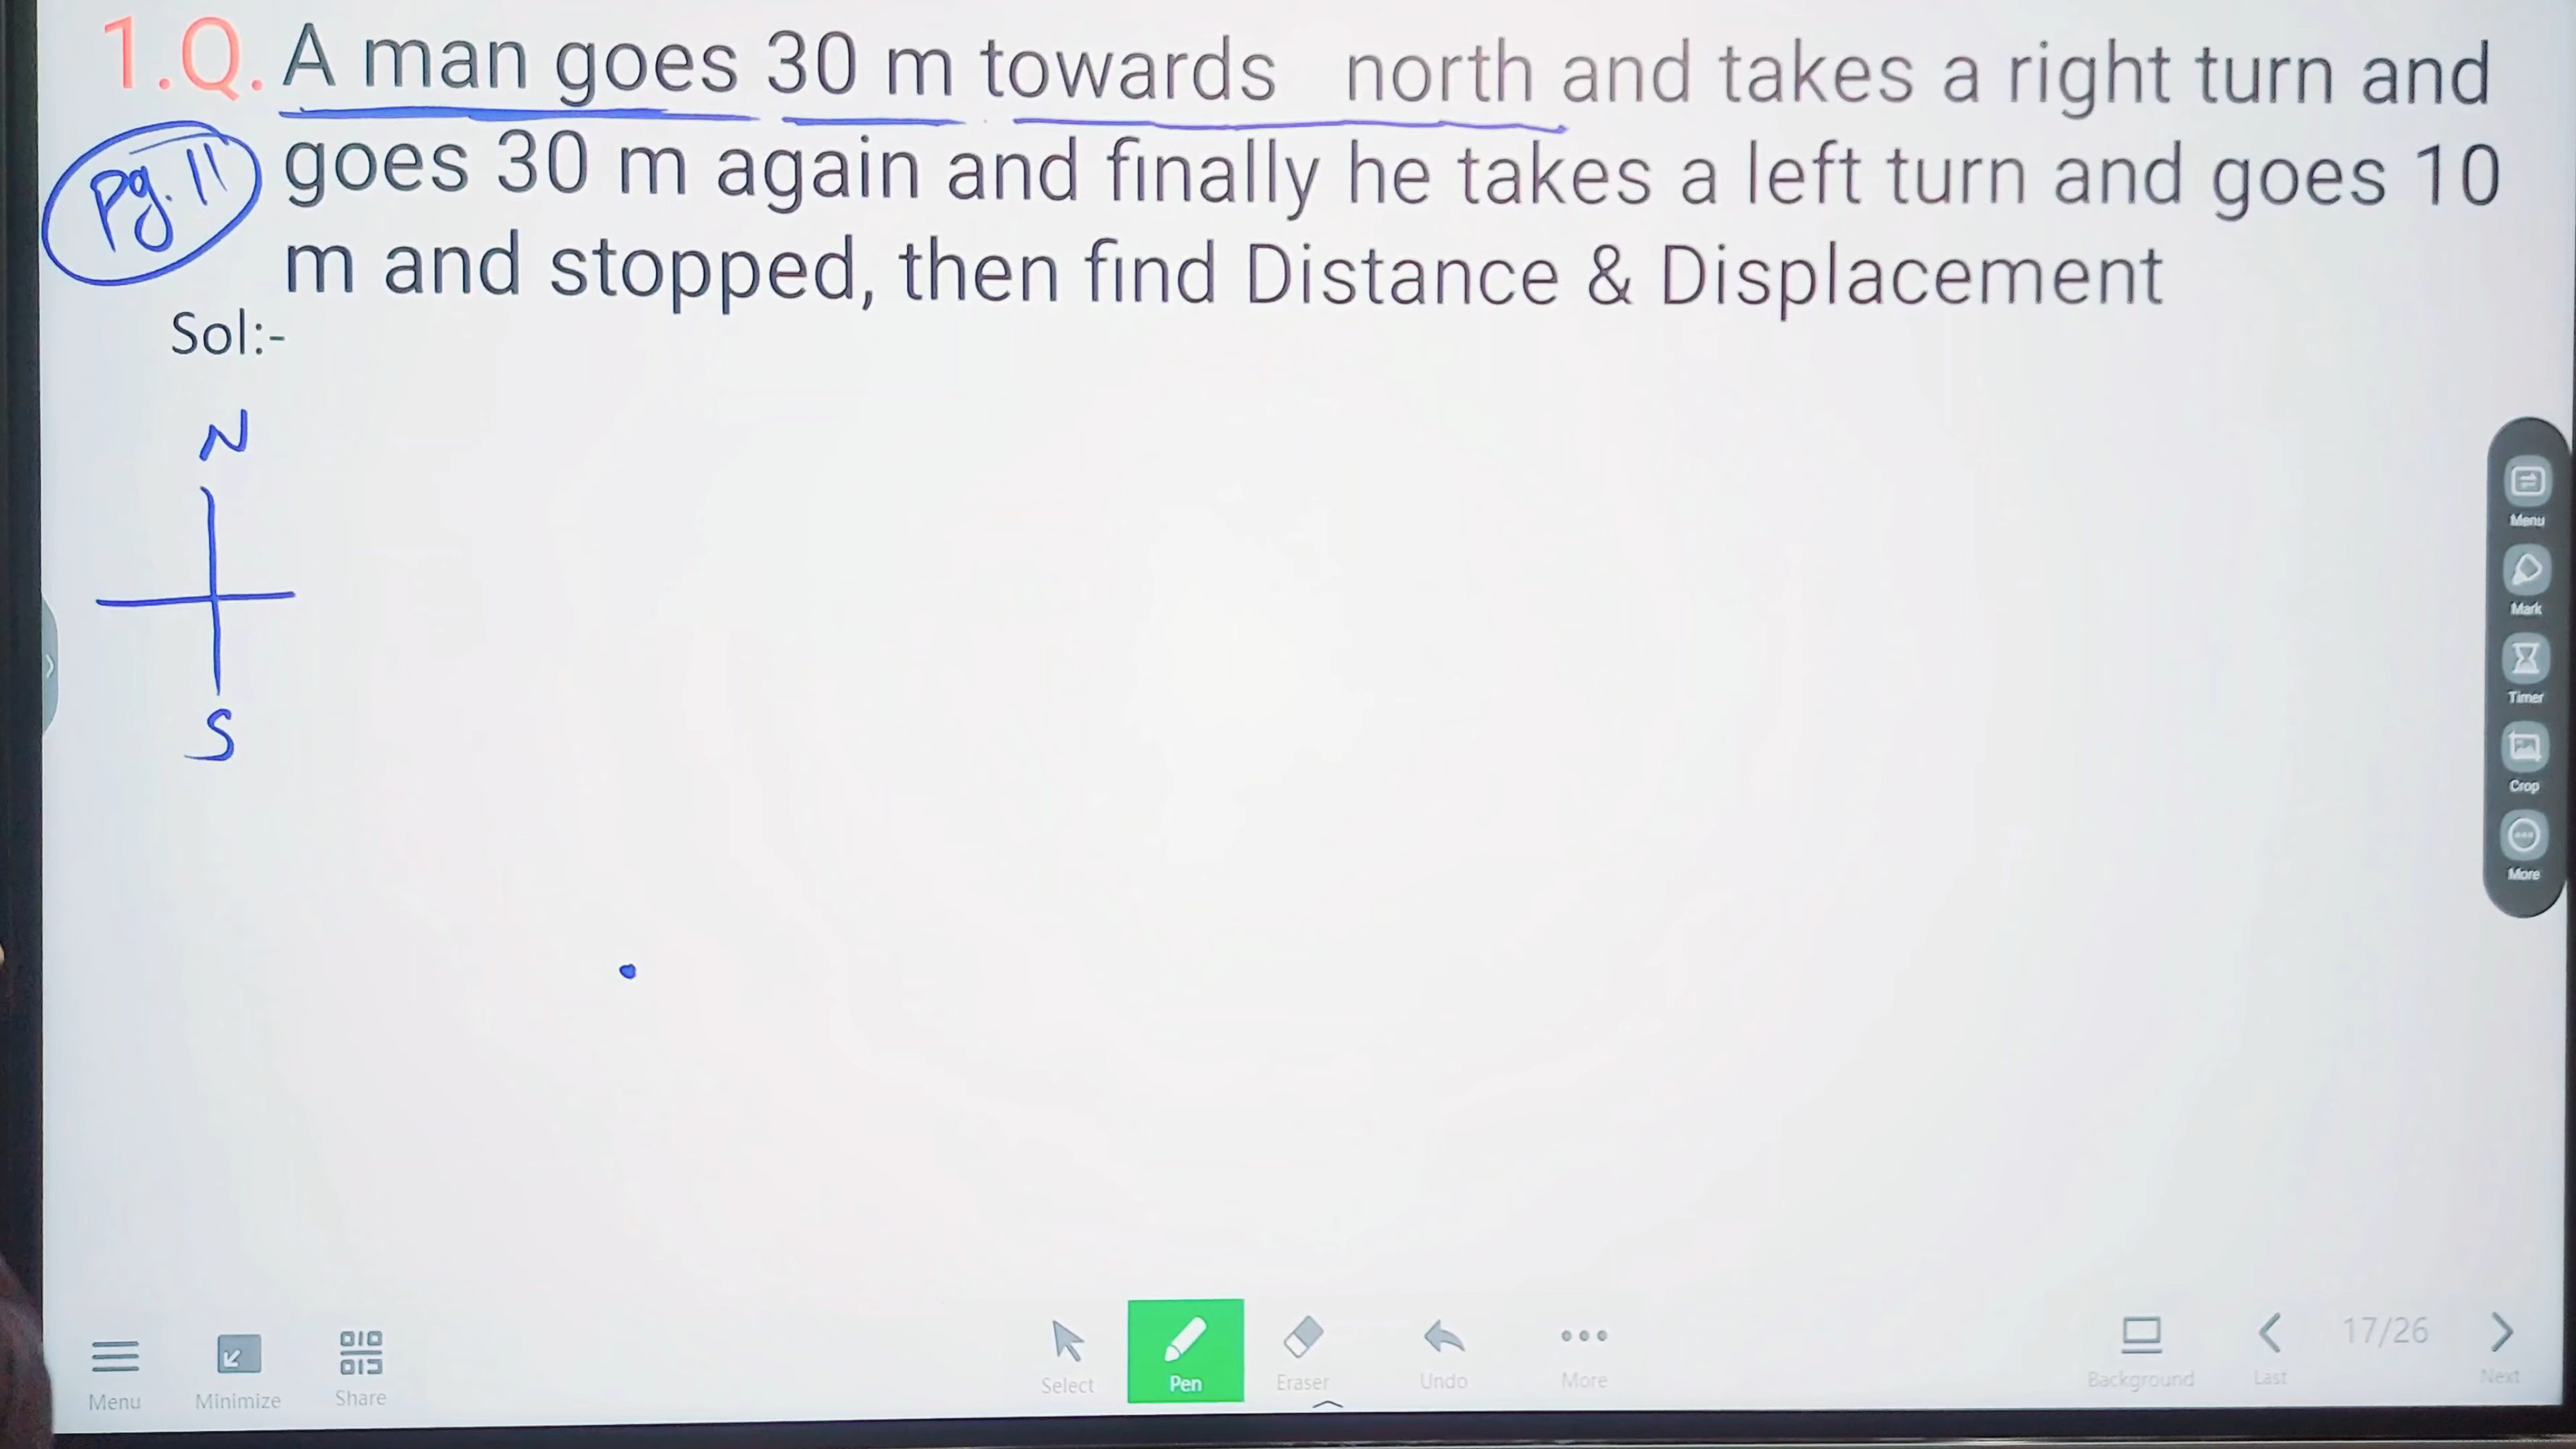 1.Q. A man goes 30 m towards north and takes a right turn and
pg. 11
goes 30 m again and finally he takes a left turn and goes 10
m and stopped, then find Distance & Displacement
Sol:-
N
S
Menu
Mark
Timer
Crop
More
Menu
Minimize
Share
Select
Pen
Eraser
Undo
More
Background
Last
17/26
Next